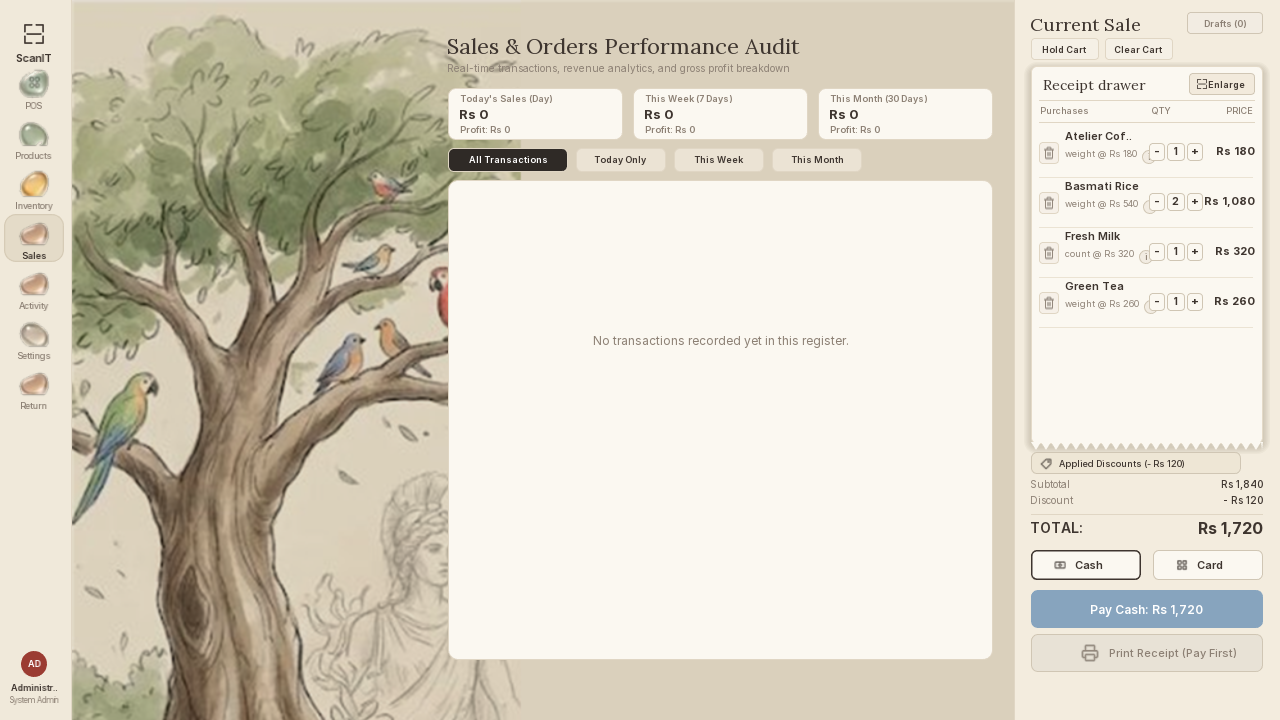 ScanIT
POS
Products
Inventory
Sales
Activity
Settings
Return
AD
Administr..
System Admin
Sales & Orders Performance Audit
Real-time transactions, revenue analytics, and gross profit breakdown
Today's Sales (Day)
Rs 0
Profit: Rs 0
This Week (7 Days)
Rs 0
Profit: Rs 0
This Month (30 Days)
Rs 0
Profit: Rs 0
All Transactions
Today Only
This Week
This Month
No transactions recorded yet in this register.
Current Sale
Drafts (0)
Hold Cart
Clear Cart
Receipt drawer
Enlarge
Purchases QTY PRICE
Atelier Cof..
weight @ Rs 180 - 1 + Rs 180
Basmati Rice
weight @ Rs 540 - 2 + Rs 1,080
Fresh Milk
count @ Rs 320 i - 1 + Rs 320
Green Tea
weight @ Rs 260 - 1 + Rs 260
Applied Discounts (- Rs 120)
Subtotal Rs 1,840
Discount - Rs 120
TOTAL: Rs 1,720
Cash
Card
Pay Cash: Rs 1,720
Print Receipt (Pay First)